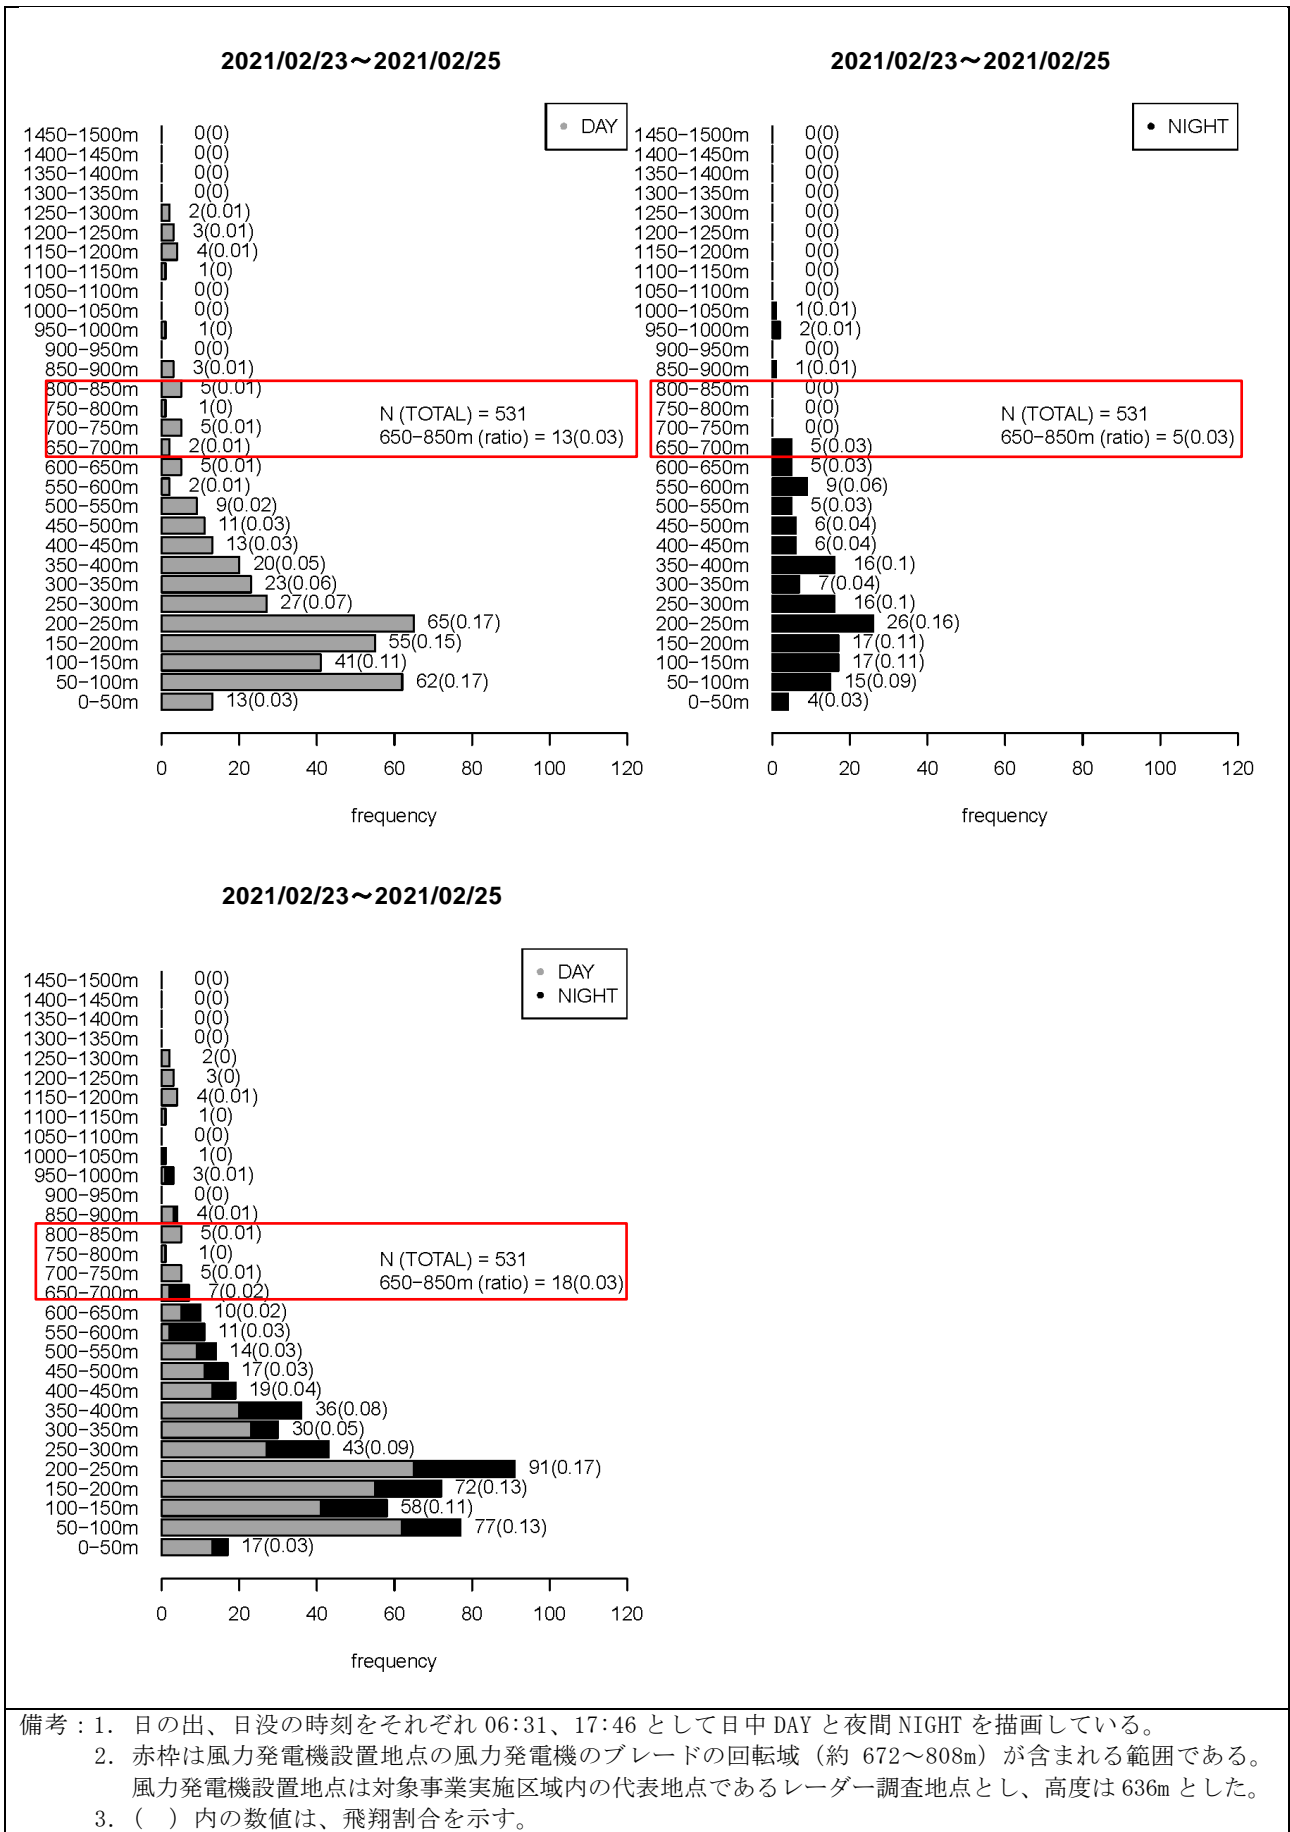 2021/02/23～2021/02/25
DAY
1450-1500m 0(0)
1400-1450m 0(0)
1350-1400m 0(0)
1300-1350m 0(0)
1250-1300m 2(0.01)
1200-1250m 3(0.01)
1150-1200m 4(0.01)
1100-1150m 1(0)
1050-1100m 0(0)
1000-1050m 0(0)
950-1000m 1(0)
900-950m 0(0)
850-900m 3(0.01)
800-850m 5(0.01)
750-800m 1(0)
N (TOTAL) = 531
700-750m 5(0.01)
650-850m (ratio) = 13(0.03)
650-700m 2(0.01)
600-650m 5(0.01)
550-600m 2(0.01)
500-550m 9(0.02)
450-500m 11(0.03)
400-450m 13(0.03)
350-400m 20(0.05)
300-350m 23(0.06)
250-300m 27(0.07)
200-250m 65(0.17)
150-200m 55(0.15)
100-150m 41(0.11)
50-100m 62(0.17)
0-50m 13(0.03)
0 20 40 60 80 100 120
frequency
2021/02/23～2021/02/25
NIGHT
1450-1500m 0(0)
1400-1450m 0(0)
1350-1400m 0(0)
1300-1350m 0(0)
1250-1300m 0(0)
1200-1250m 0(0)
1150-1200m 0(0)
1100-1150m 0(0)
1050-1100m 0(0)
1000-1050m 1(0.01)
950-1000m 2(0.01)
900-950m 0(0)
850-900m 1(0.01)
800-850m 0(0)
750-800m 0(0)
N (TOTAL) = 531
700-750m 0(0)
650-850m (ratio) = 5(0.03)
650-700m 5(0.03)
600-650m 5(0.03)
550-600m 9(0.06)
500-550m 5(0.03)
450-500m 6(0.04)
400-450m 6(0.04)
350-400m 16(0.1)
300-350m 7(0.04)
250-300m 16(0.1)
200-250m 26(0.16)
150-200m 17(0.11)
100-150m 17(0.11)
50-100m 15(0.09)
0-50m 4(0.03)
0 20 40 60 80 100 120
frequency
2021/02/23～2021/02/25
DAY
NIGHT
1450-1500m 0(0)
1400-1450m 0(0)
1350-1400m 0(0)
1300-1350m 0(0)
1250-1300m 2(0)
1200-1250m 3(0)
1150-1200m 4(0.01)
1100-1150m 1(0)
1050-1100m 0(0)
1000-1050m 1(0)
950-1000m 3(0.01)
900-950m 0(0)
850-900m 4(0.01)
800-850m 5(0.01)
750-800m 1(0)
N (TOTAL) = 531
700-750m 5(0.01)
650-850m (ratio) = 18(0.03)
650-700m 7(0.02)
600-650m 10(0.02)
550-600m 11(0.03)
500-550m 14(0.03)
450-500m 17(0.03)
400-450m 19(0.04)
350-400m 36(0.08)
300-350m 30(0.05)
250-300m 43(0.09)
200-250m 91(0.17)
150-200m 72(0.13)
100-150m 58(0.11)
50-100m 77(0.13)
0-50m 17(0.03)
0 20 40 60 80 100 120
frequency
備考：1. 日の出、日没の時刻をそれぞれ 06:31、17:46 として日中 DAY と夜間 NIGHT を描画している。
2. 赤枠は風力発電機設置地点の風力発電機のブレードの回転域（約 672～808m）が含まれる範囲である。
風力発電機設置地点は対象事業実施区域内の代表地点であるレーダー調査地点とし、高度は 636m とした。
3. （ ）内の数値は、飛翔割合を示す。